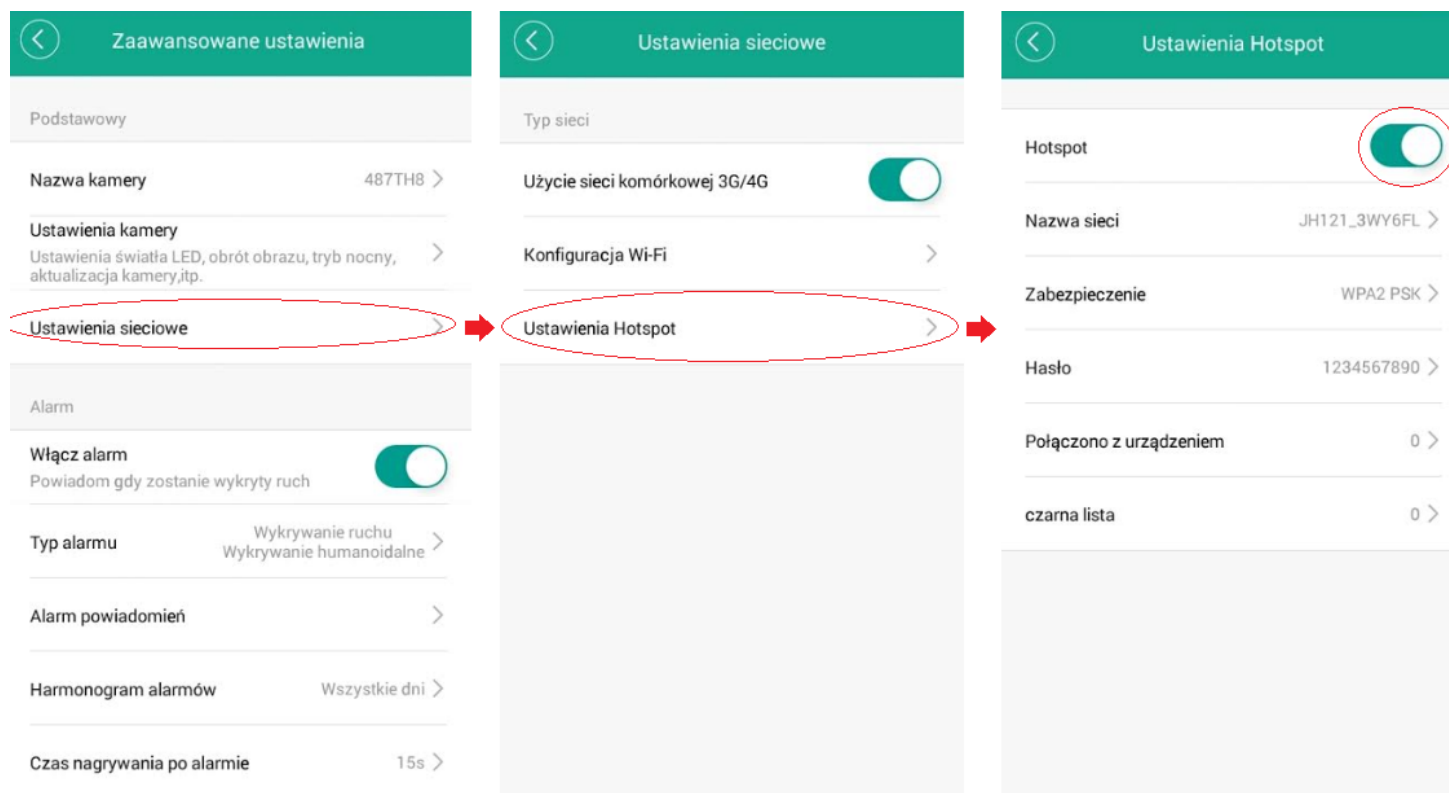 Zaawansowane ustawienia
Podstawowy
Nazwa kamery 487TH8
Ustawienia kamery
Ustawienia światła LED, obrót obrazu, tryb nocny,
aktualizacja kamery,itp.
Ustawienia sieciowe
Alarm
Włącz alarm
Powiadom gdy zostanie wykryty ruch
Typ alarmu
Wykrywanie ruchu
Wykrywanie humanoidalne
Alarm powiadomień
Harmonogram alarmów Wszystkie dni
Czas nagrywania po alarmie 15s
Ustawienia sieciowe
Typ sieci
Użycie sieci komórkowej 3G/4G
Konfiguracja Wi-Fi
Ustawienia Hotspot
Ustawienia Hotspot
Hotspot
Nazwa sieci JH121_3WY6FL
Zabezpieczenie WPA2 PSK
Hasło 1234567890
Połączono z urządzeniem 0
czarna lista 0